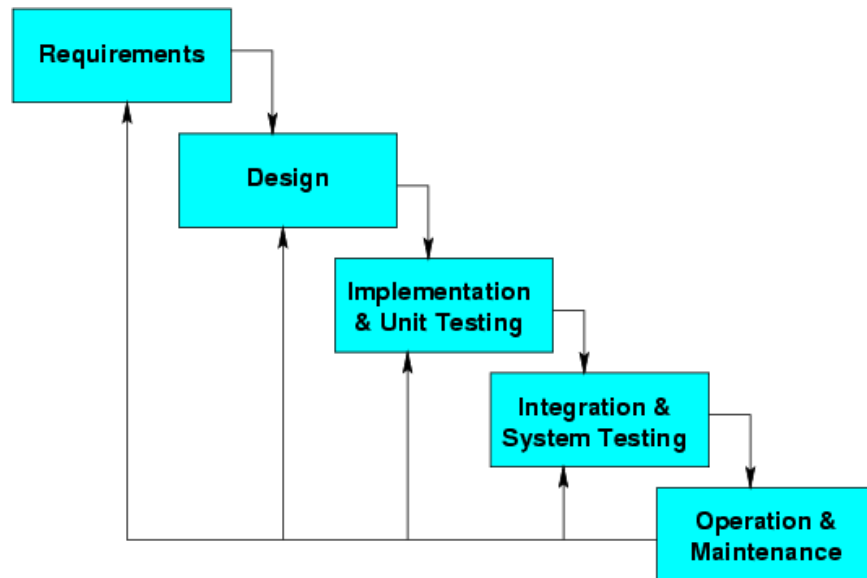 Requirements
Design
Implementation
& Unit Testing
Integration &
System Testing
Operation &
Maintenance